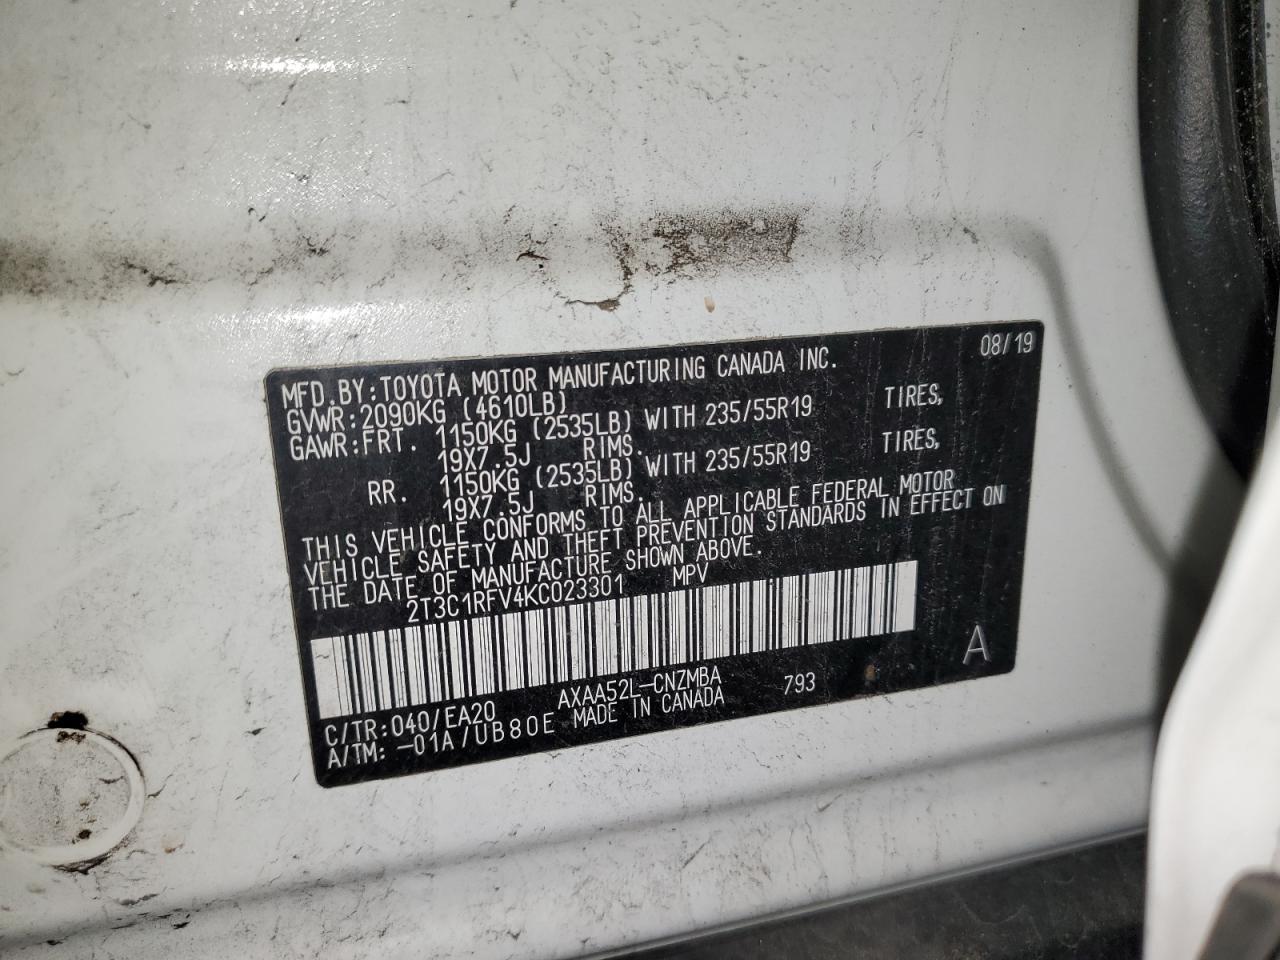 08/19
MFD.BY:TOYOTA MOTOR MANUFACTURING CANADA INC.
GVWR:2090KG (4610LB)
GAWR:FRT. 1150KG (2535LB) WITH 235/55R19 TIRES,
19X7.5J RIMS.
RR. 1150KG (2535LB) WITH 235/55R19 TIRES,
19X7.5J RIMS.
THIS VEHICLE CONFORMS TO ALL APPLICABLE FEDERAL MOTOR
VEHICLE SAFETY AND THEFT PREVENTION STANDARDS IN EFFECT ON
THE DATE OF MANUFACTURE SHOWN ABOVE.
2T3C1RFV4KC023301 MPV
A
C/TR:040/EA20 AXAA52L-CNZMBA 793
A/TM: -01A/UB80E MADE IN CANADA